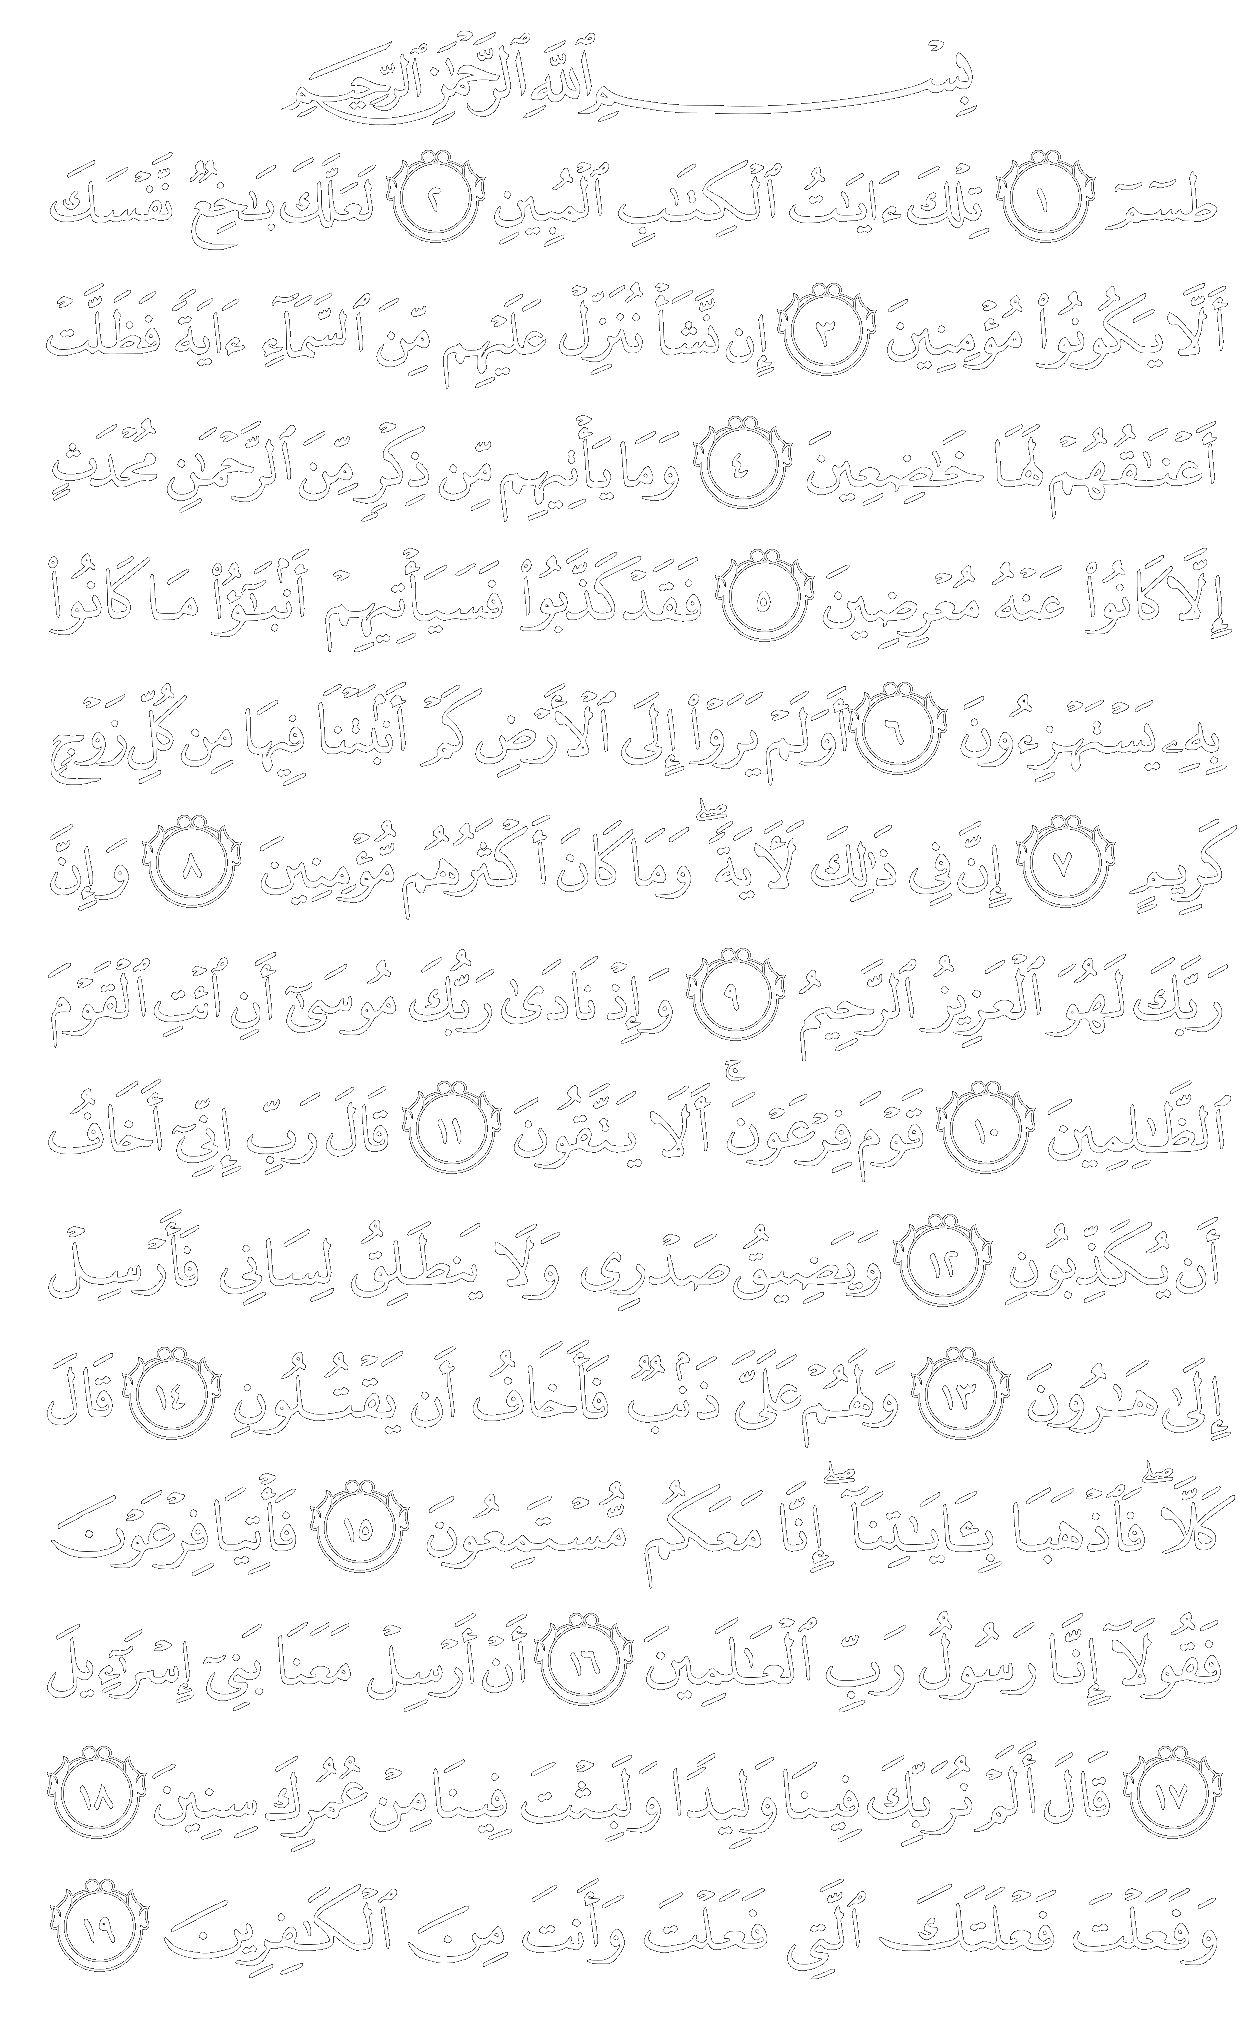 بِسْمِ ٱللَّهِ ٱلرَّحْمَٰنِ ٱلرَّحِيمِ
طسٓمٓ ١ تِلْكَ ءَايَٰتُ ٱلْكِتَٰبِ ٱلْمُبِينِ ٢ لَعَلَّكَ بَٰخِعٌ نَّفْسَكَ
أَلَّا يَكُونُوا۟ مُؤْمِنِينَ ٣ إِن نَّشَأْ نُنَزِّلْ عَلَيْهِم مِّنَ ٱلسَّمَآءِ ءَايَةً فَظَلَّتْ
أَعْنَٰقُهُمْ لَهَا خَٰضِعِينَ ٤ وَمَا يَأْتِيهِم مِّن ذِكْرٍ مِّنَ ٱلرَّحْمَٰنِ مُحْدَثٍ
إِلَّا كَانُوا۟ عَنْهُ مُعْرِضِينَ ٥ فَقَدْ كَذَّبُوا۟ فَسَيَأْتِيهِمْ أَنۢبَٰٓؤُا۟ مَا كَانُوا۟
بِهِۦ يَسْتَهْزِءُونَ ٦ أَوَلَمْ يَرَوْا۟ إِلَى ٱلْأَرْضِ كَمْ أَنۢبَتْنَا فِيهَا مِن كُلِّ زَوْجٍ
كَرِيمٍ ٧ إِنَّ فِى ذَٰلِكَ لَـَٔايَةً ۖ وَمَا كَانَ أَكْثَرُهُم مُّؤْمِنِينَ ٨ وَإِنَّ
رَبَّكَ لَهُوَ ٱلْعَزِيزُ ٱلرَّحِيمُ ٩ وَإِذْ نَادَىٰ رَبُّكَ مُوسَىٰٓ أَنِ ٱئْتِ ٱلْقَوْمَ
ٱلظَّٰلِمِينَ ١٠ قَوْمَ فِرْعَوْنَ ۚ أَلَا يَتَّقُونَ ١١ قَالَ رَبِّ إِنِّىٓ أَخَافُ
أَن يُكَذِّبُونِ ١٢ وَيَضِيقُ صَدْرِى وَلَا يَنطَلِقُ لِسَانِى فَأَرْسِلْ
إِلَىٰ هَٰرُونَ ١٣ وَلَهُمْ عَلَىَّ ذَنۢبٌ فَأَخَافُ أَن يَقْتُلُونِ ١٤ قَالَ
كَلَّا ۖ فَٱذْهَبَا بِـَٔايَٰتِنَآ ۖ إِنَّا مَعَكُم مُّسْتَمِعُونَ ١٥ فَأْتِيَا فِرْعَوْنَ
فَقُولَآ إِنَّا رَسُولُ رَبِّ ٱلْعَٰلَمِينَ ١٦ أَنْ أَرْسِلْ مَعَنَا بَنِىٓ إِسْرَٰٓءِيلَ
١٧ قَالَ أَلَمْ نُرَبِّكَ فِينَا وَلِيدًا وَلَبِثْتَ فِينَا مِنْ عُمُرِكَ سِنِينَ ١٨
وَفَعَلْتَ فَعْلَتَكَ ٱلَّتِى فَعَلْتَ وَأَنتَ مِنَ ٱلْكَٰفِرِينَ ١٩